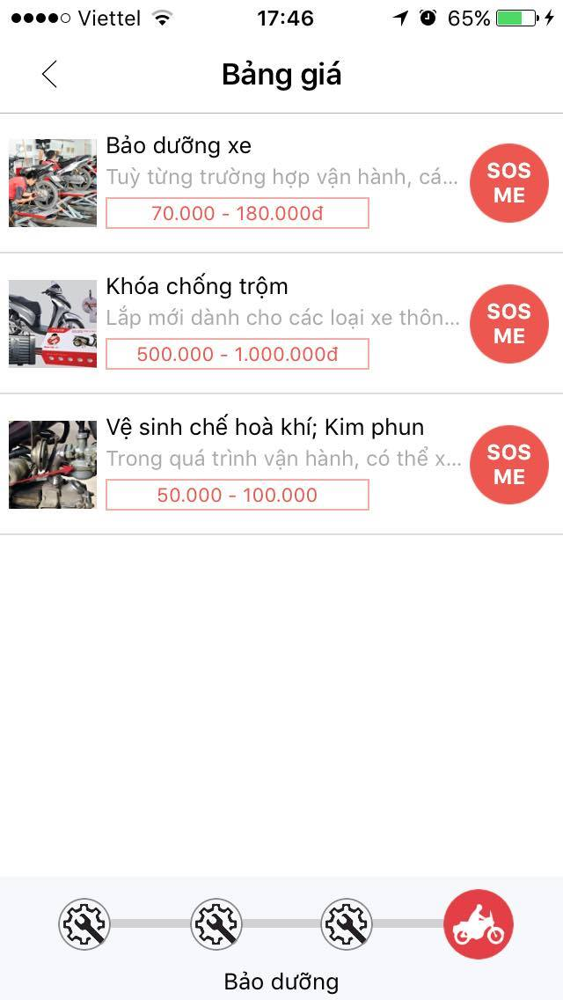 Viettel 17:46 65%
Bảng giá
Bảo dưỡng xe
Tuỳ từng trường hợp vận hành, cá...
70.000 - 180.000đ
SOS
ME
Khóa chống trộm
Lắp mới dành cho các loại xe thôn...
500.000 - 1.000.000đ
SOS
ME
Vệ sinh chế hoà khí; Kim phun
Trong quá trình vận hành, có thể x...
50.000 - 100.000
SOS
ME
Bảo dưỡng